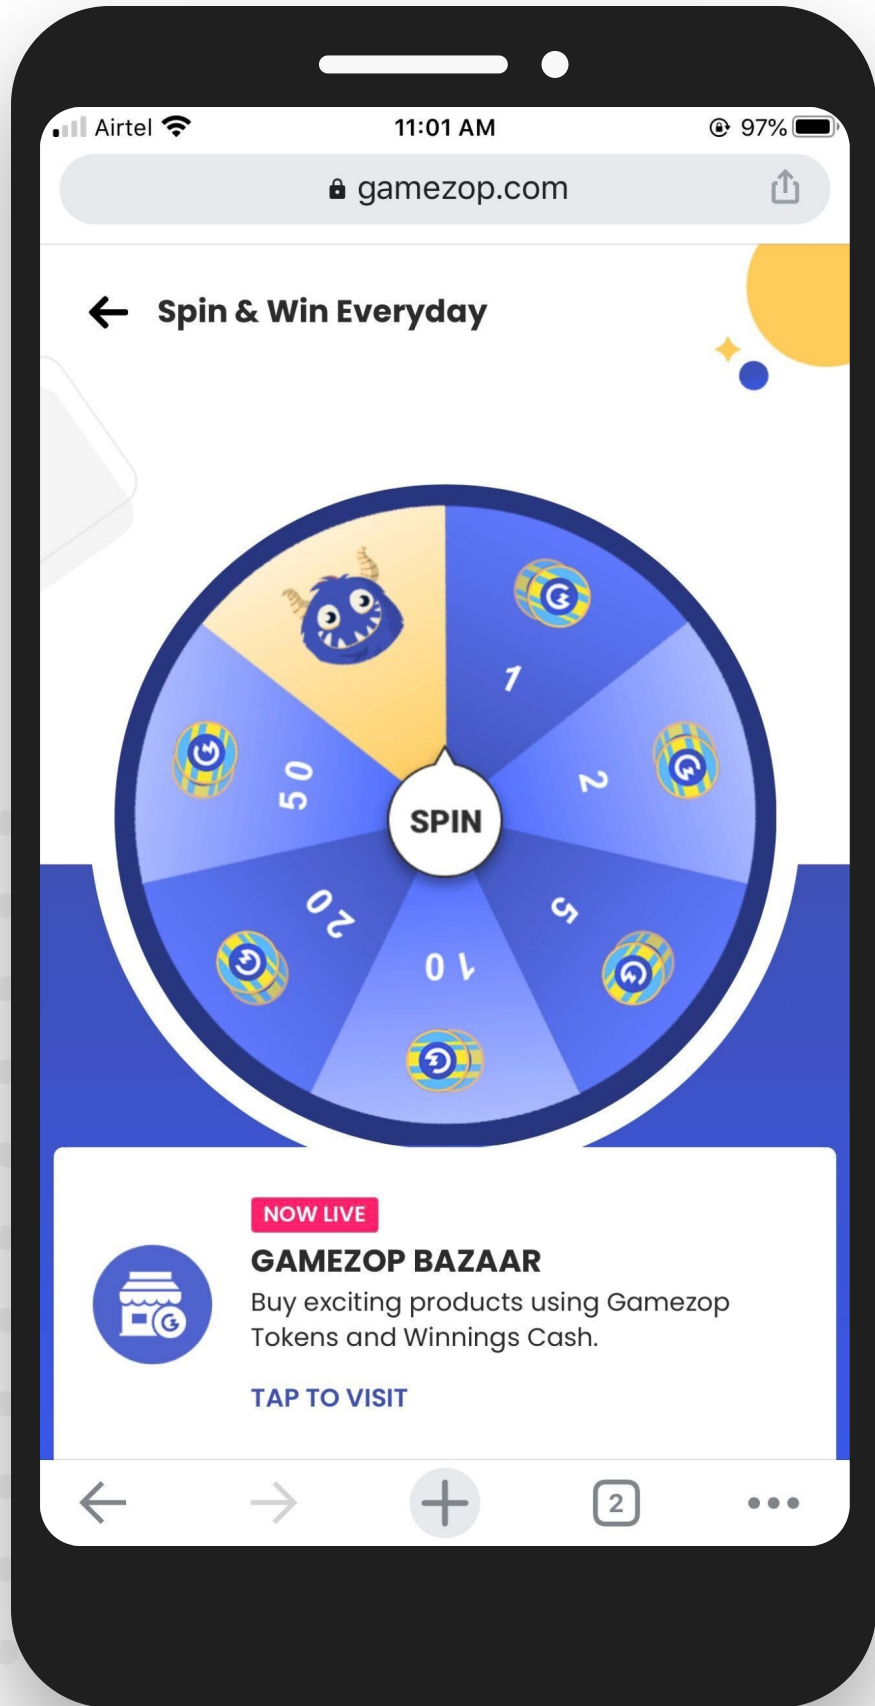 Airtel 11:01 AM 97%
gamezop.com
Spin & Win Everyday
1
2
50
SPIN
5
20
10
NOW LIVE
GAMEZOP BAZAAR
Buy exciting products using Gamezop
Tokens and Winnings Cash.
TAP TO VISIT
2